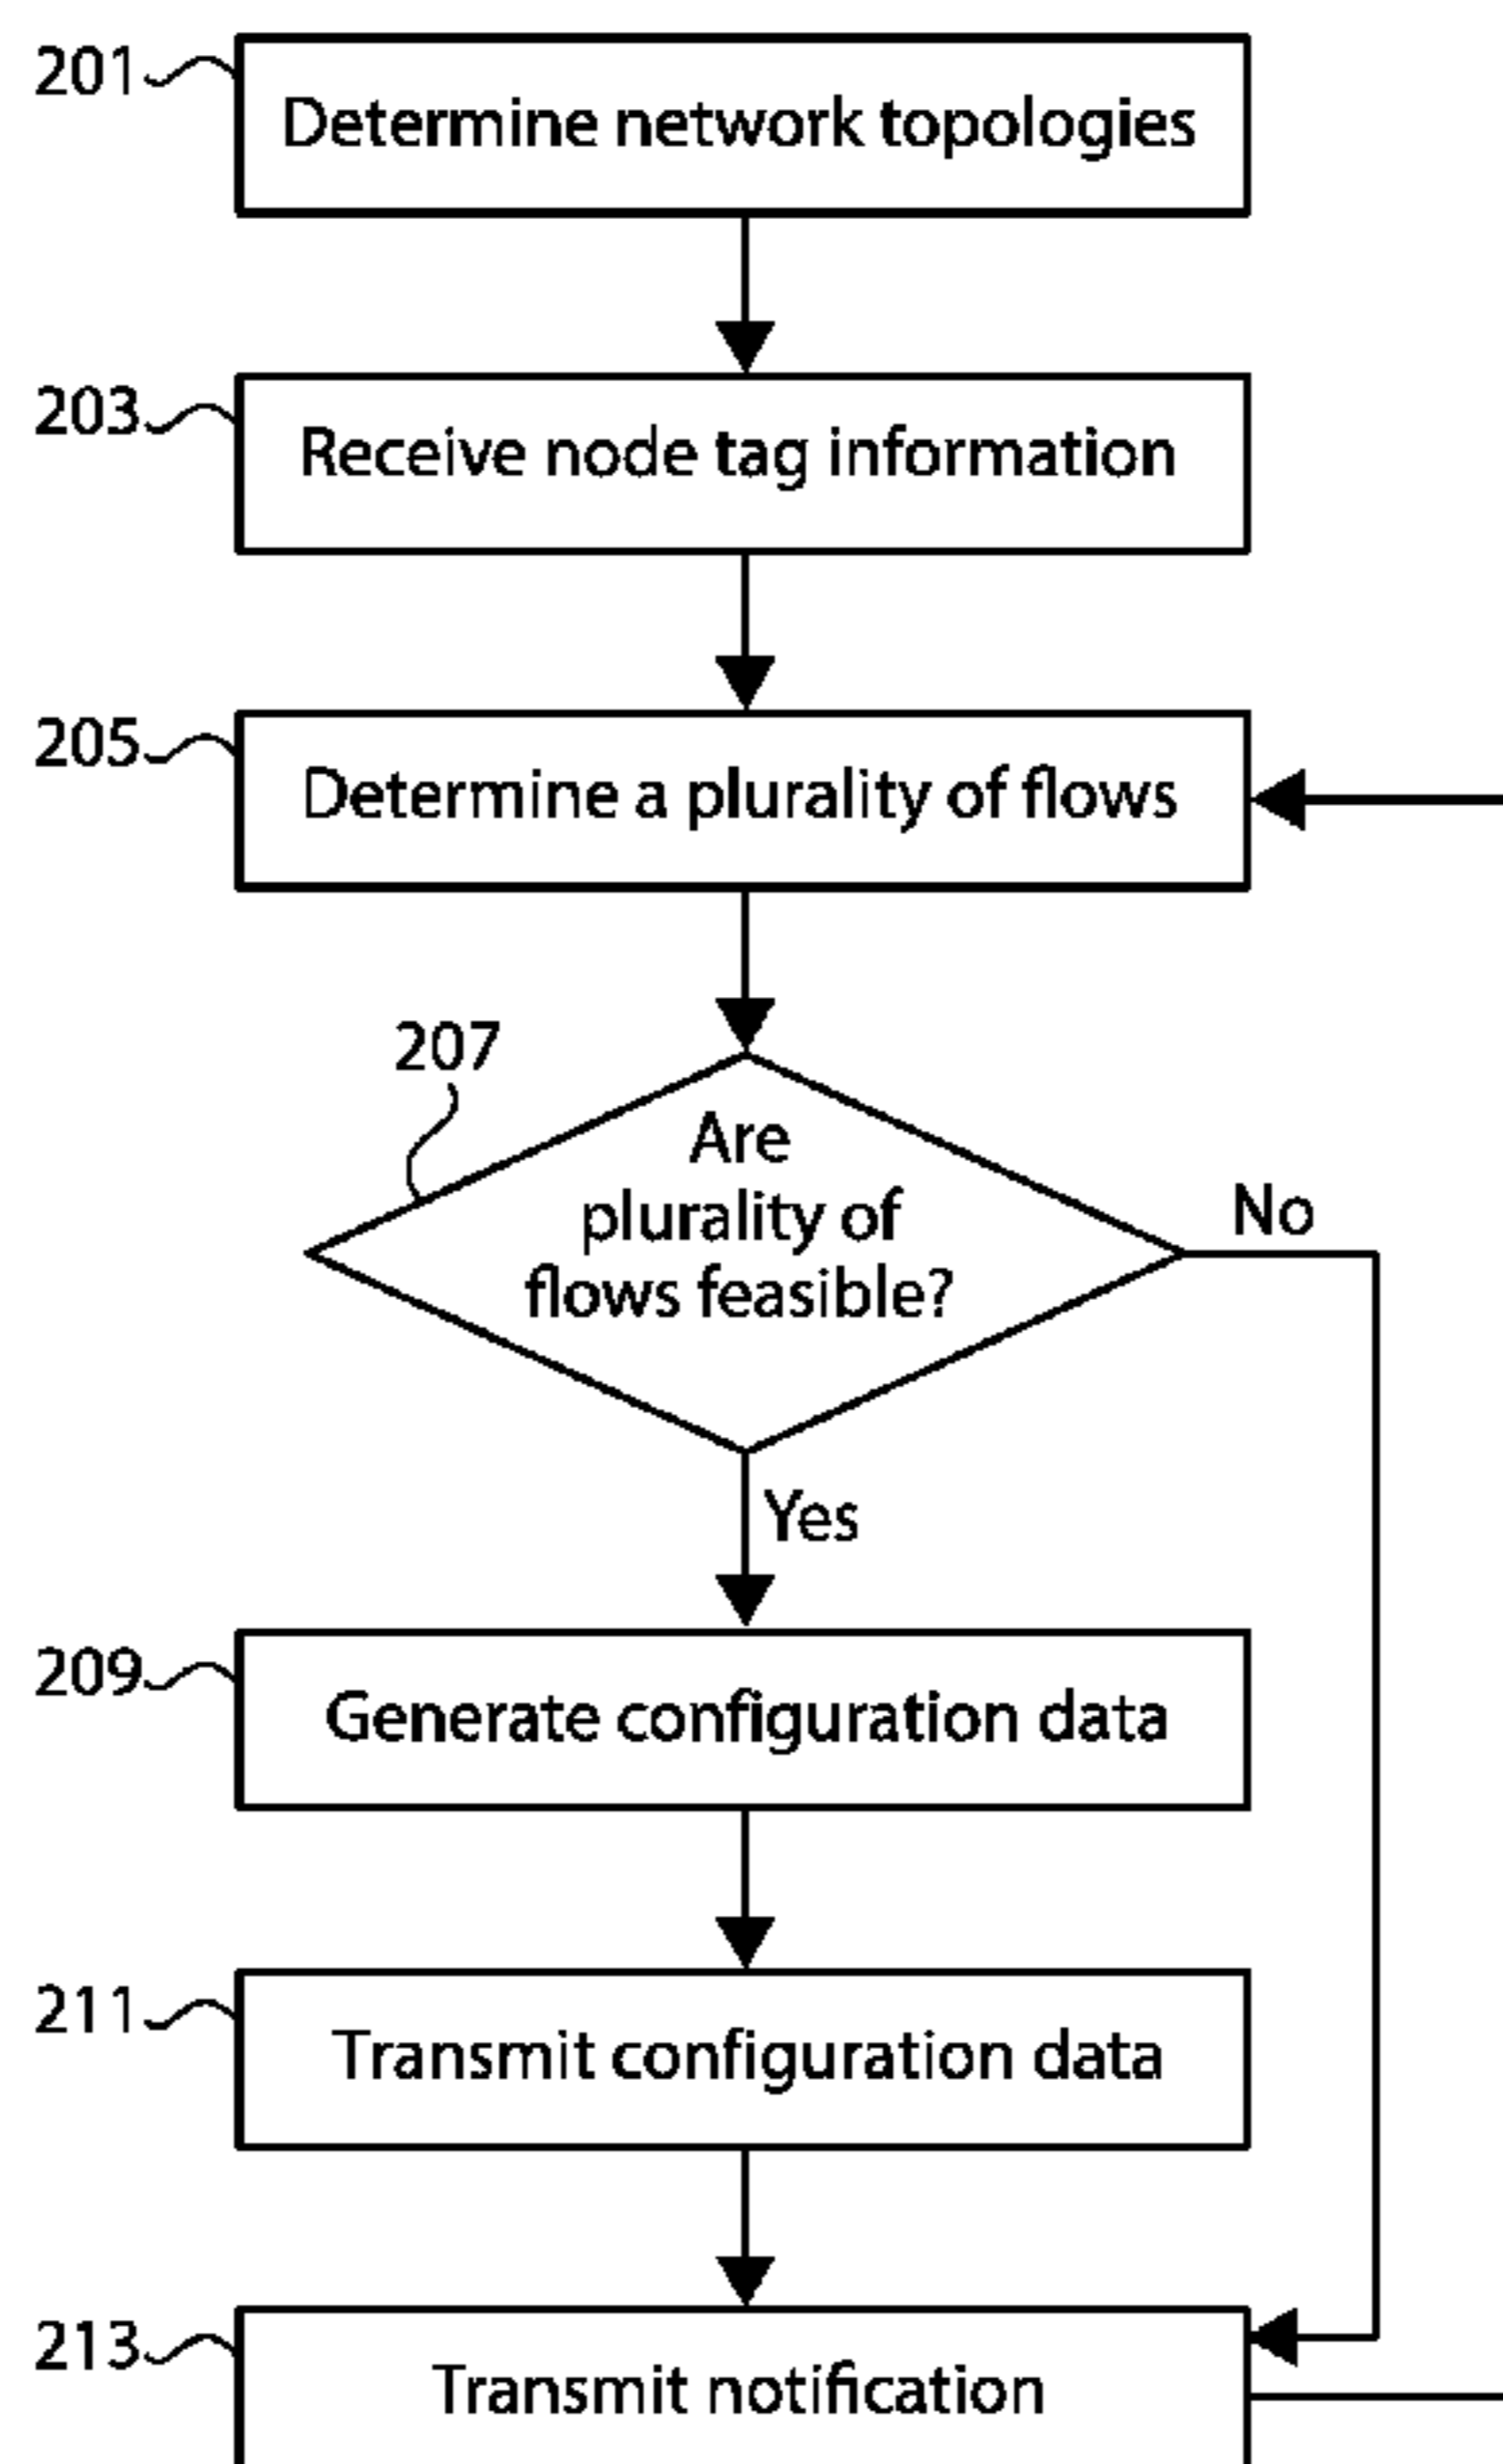 201
Determine network topologies
203
Receive node tag information
205
Determine a plurality of flows
207
Are
plurality of
flows feasible?
No
Yes
209
Generate configuration data
211
Transmit configuration data
213
Transmit notification